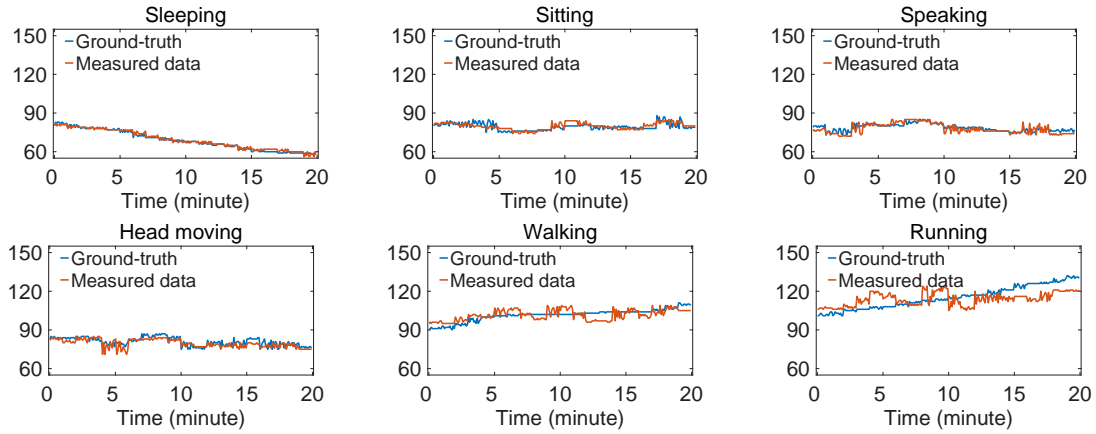 Sleeping
150
120
90
60
Ground-truth
Measured data
0 5 10 15 20
Time (minute)
Sitting
150
120
90
60
Ground-truth
Measured data
0 5 10 15 20
Time (minute)
Speaking
150
120
90
60
Ground-truth
Measured data
0 5 10 15 20
Time (minute)
Head moving
150
120
90
60
Ground-truth
Measured data
0 5 10 15 20
Time (minute)
Walking
150
120
90
60
Ground-truth
Measured data
0 5 10 15 20
Time (minute)
Running
150
120
90
60
Ground-truth
Measured data
0 5 10 15 20
Time (minute)